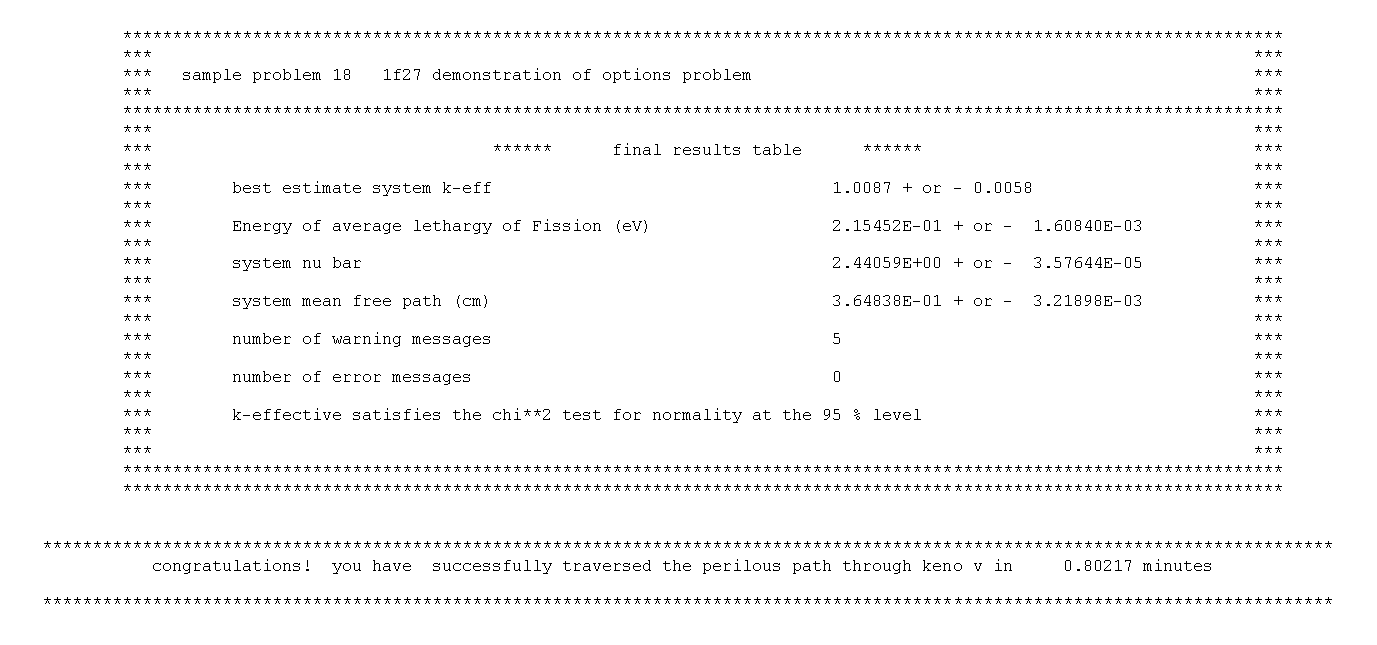 ***********************************************************************************************************************
*** ***
*** sample problem 18 1f27 demonstration of options problem ***
*** ***
***********************************************************************************************************************
*** ***
*** ****** final results table ****** ***
*** ***
*** best estimate system k-eff 1.0087 + or - 0.0058 ***
*** ***
*** Energy of average lethargy of Fission (eV) 2.15452E-01 + or - 1.60840E-03 ***
*** ***
*** system nu bar 2.44059E+00 + or - 3.57644E-05 ***
*** ***
*** system mean free path (cm) 3.64838E-01 + or - 3.21898E-03 ***
*** ***
*** number of warning messages 5 ***
*** ***
*** number of error messages 0 ***
*** ***
*** k-effective satisfies the chi**2 test for normality at the 95 % level ***
*** ***
*** ***
***********************************************************************************************************************
***********************************************************************************************************************
*********************************************************************************************************************************
congratulations! you have successfully traversed the perilous path through keno v in 0.80217 minutes
*********************************************************************************************************************************